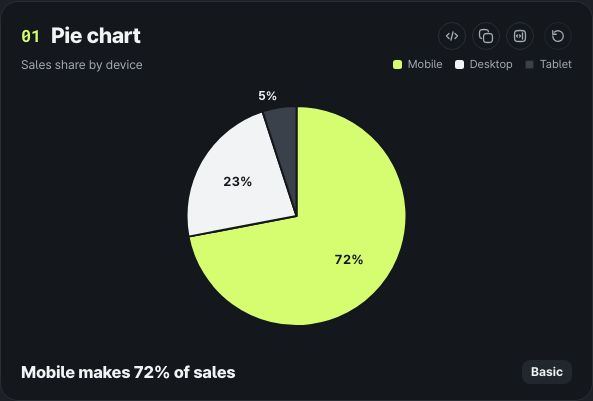 01 Pie chart
Sales share by device
Mobile Desktop Tablet
5%
23%
72%
Mobile makes 72% of sales
Basic